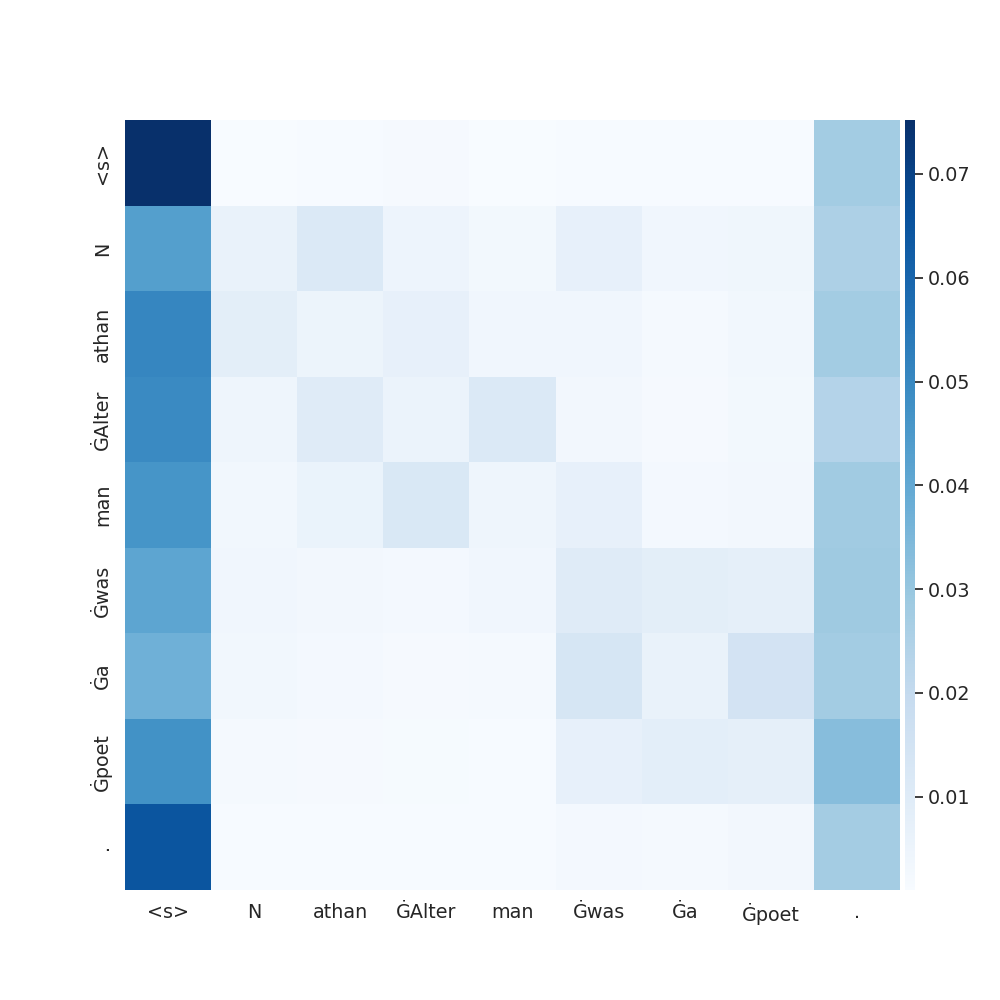 <s>
N
athan
ĠAlter
man
Ġwas
Ġa
Ġpoet
.
0.07
0.06
0.05
0.04
0.03
0.02
0.01
<s> N athan ĠAlter man Ġwas Ġa Ġpoet .